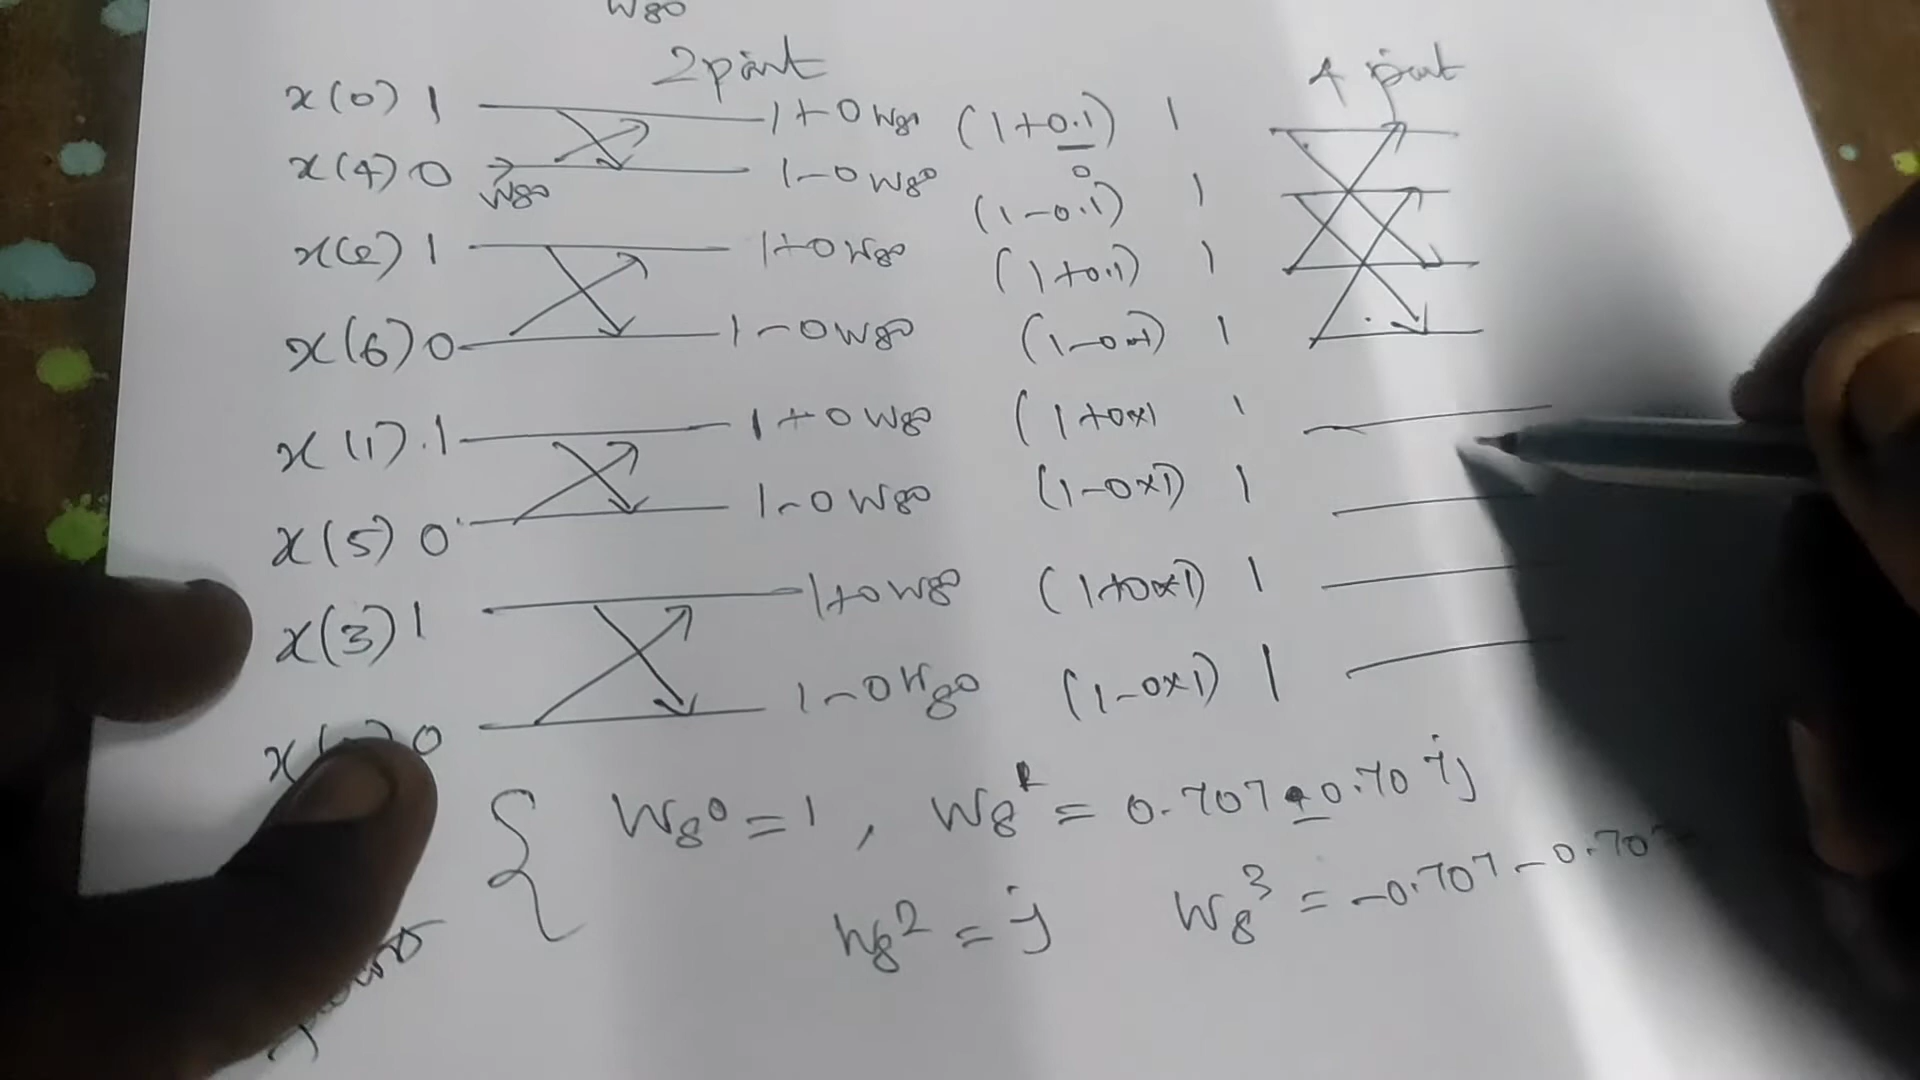 W80
2 point 4 point
x(0) 1 1+0 W80 (1+0.1) 1
0
x(4) 0 W80 1-0 W80 (1-0.1) 1
x(2) 1 1+0 W80 (1+0.1) 1
x(6) 0 1-0 W80 (1-0×1) 1
x(1) . 1 1+0 W80 (1+0×1 1
x(5) 0 1-0 W80 (1-0×1) 1
x(3) 1 1+0 W80 (1+0×1) 1
x( 0 1-0 W80 (1-0×1) 1
{ W8⁰ = 1 , W8 = 0.707 - 0.707j
W8² = j W8³ = -0.707 - 0.707